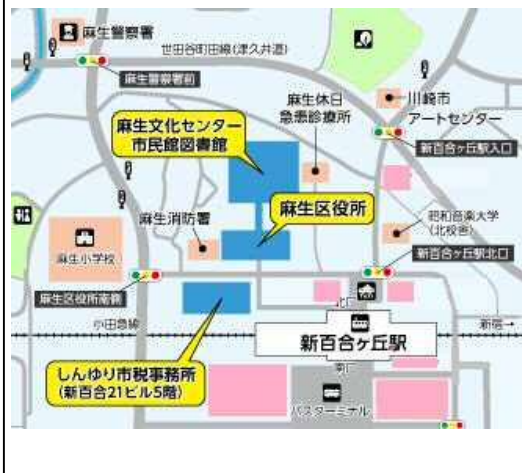 麻生警察署
世田谷町田線(津久井道)
麻生警察署前
麻生休日
急患診療所
川崎市
アートセンター
麻生文化センター
市民館図書館
新百合ヶ丘駅入口
麻生区役所
昭和音楽大学
(北校舎)
麻生消防署
麻生小学校
新百合ヶ丘駅北口
麻生区役所南側
北口
小田急線
新宿→
新百合ヶ丘駅
しんゆり市税事務所
(新百合21ビル5階)
南口
バスターミナル